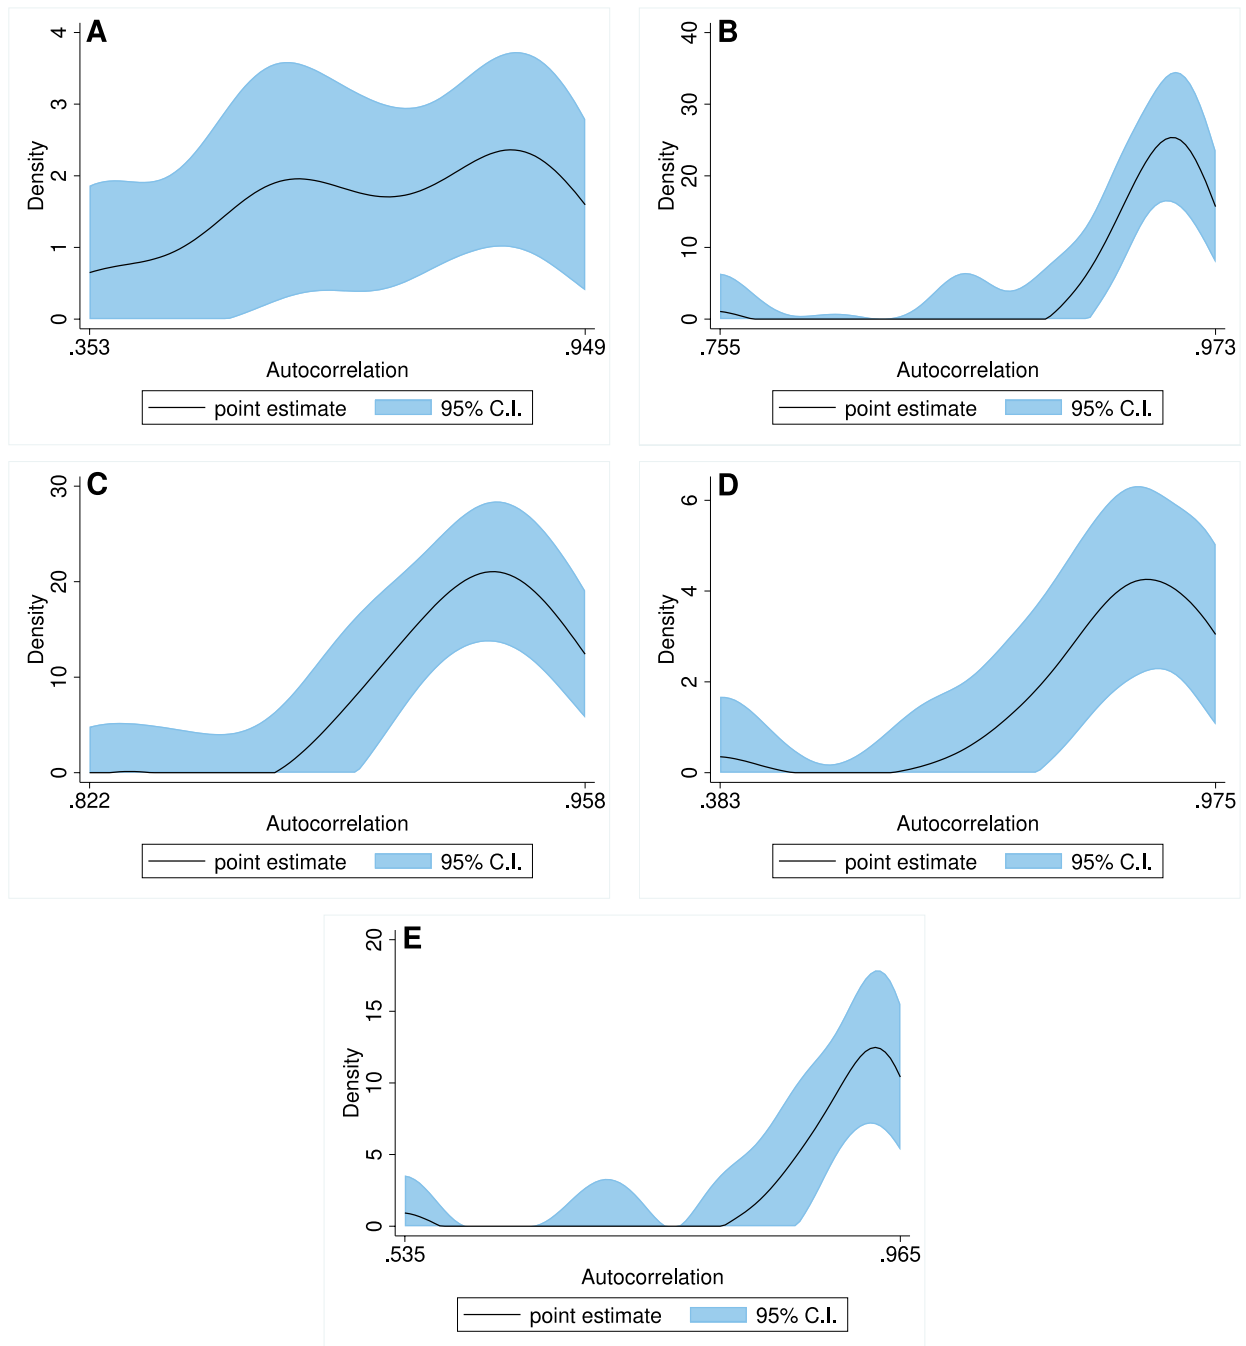 A
Density
4
3
2
1
0
.353 .949
Autocorrelation
point estimate 95% C.I.
B
Density
40
30
20
10
0
.755 .973
Autocorrelation
point estimate 95% C.I.
C
Density
30
20
10
0
.822 .958
Autocorrelation
point estimate 95% C.I.
D
Density
6
4
2
0
.383 .975
Autocorrelation
point estimate 95% C.I.
E
Density
20
15
10
5
0
.535 .965
Autocorrelation
point estimate 95% C.I.